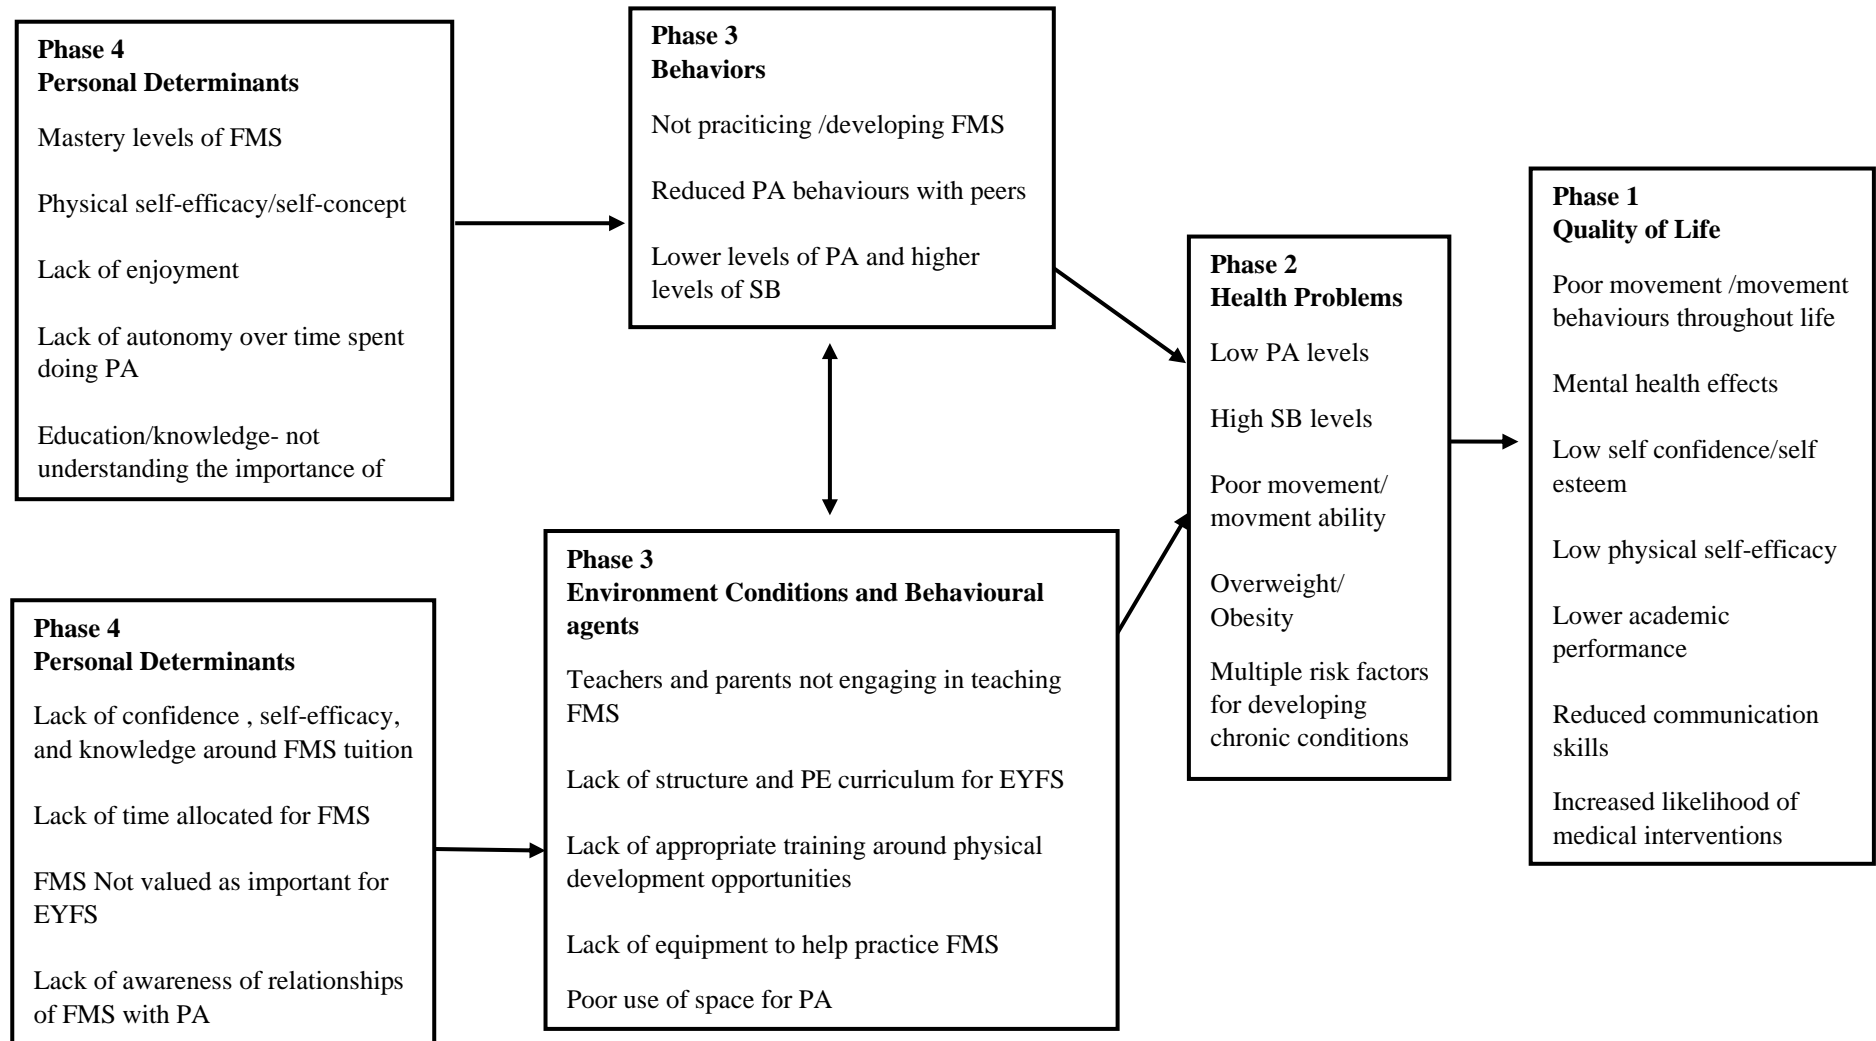 Phase 4
Personal Determinants
Mastery levels of FMS
Physical self-efficacy/self-concept
Lack of enjoyment
Lack of autonomy over time spent
doing PA
Education/knowledge- not
understanding the importance of
Phase 3
Behaviors
Not praciticing /developing FMS
Reduced PA behaviours with peers
Lower levels of PA and higher
levels of SB
Phase 4
Personal Determinants
Lack of confidence , self-efficacy,
and knowledge around FMS tuition
Lack of time allocated for FMS
FMS Not valued as important for
EYFS
Lack of awareness of relationships
of FMS with PA
Phase 3
Environment Conditions and Behavioural
agents
Teachers and parents not engaging in teaching
FMS
Lack of structure and PE curriculum for EYFS
Lack of appropriate training around physical
development opportunities
Lack of equipment to help practice FMS
Poor use of space for PA
Phase 2
Health Problems
Low PA levels
High SB levels
Poor movement/
movment ability
Overweight/
Obesity
Multiple risk factors
for developing
chronic conditions
Phase 1
Quality of Life
Poor movement /movement
behaviours throughout life
Mental health effects
Low self confidence/self
esteem
Low physical self-efficacy
Lower academic
performance
Reduced communication
skills
Increased likelihood of
medical interventions